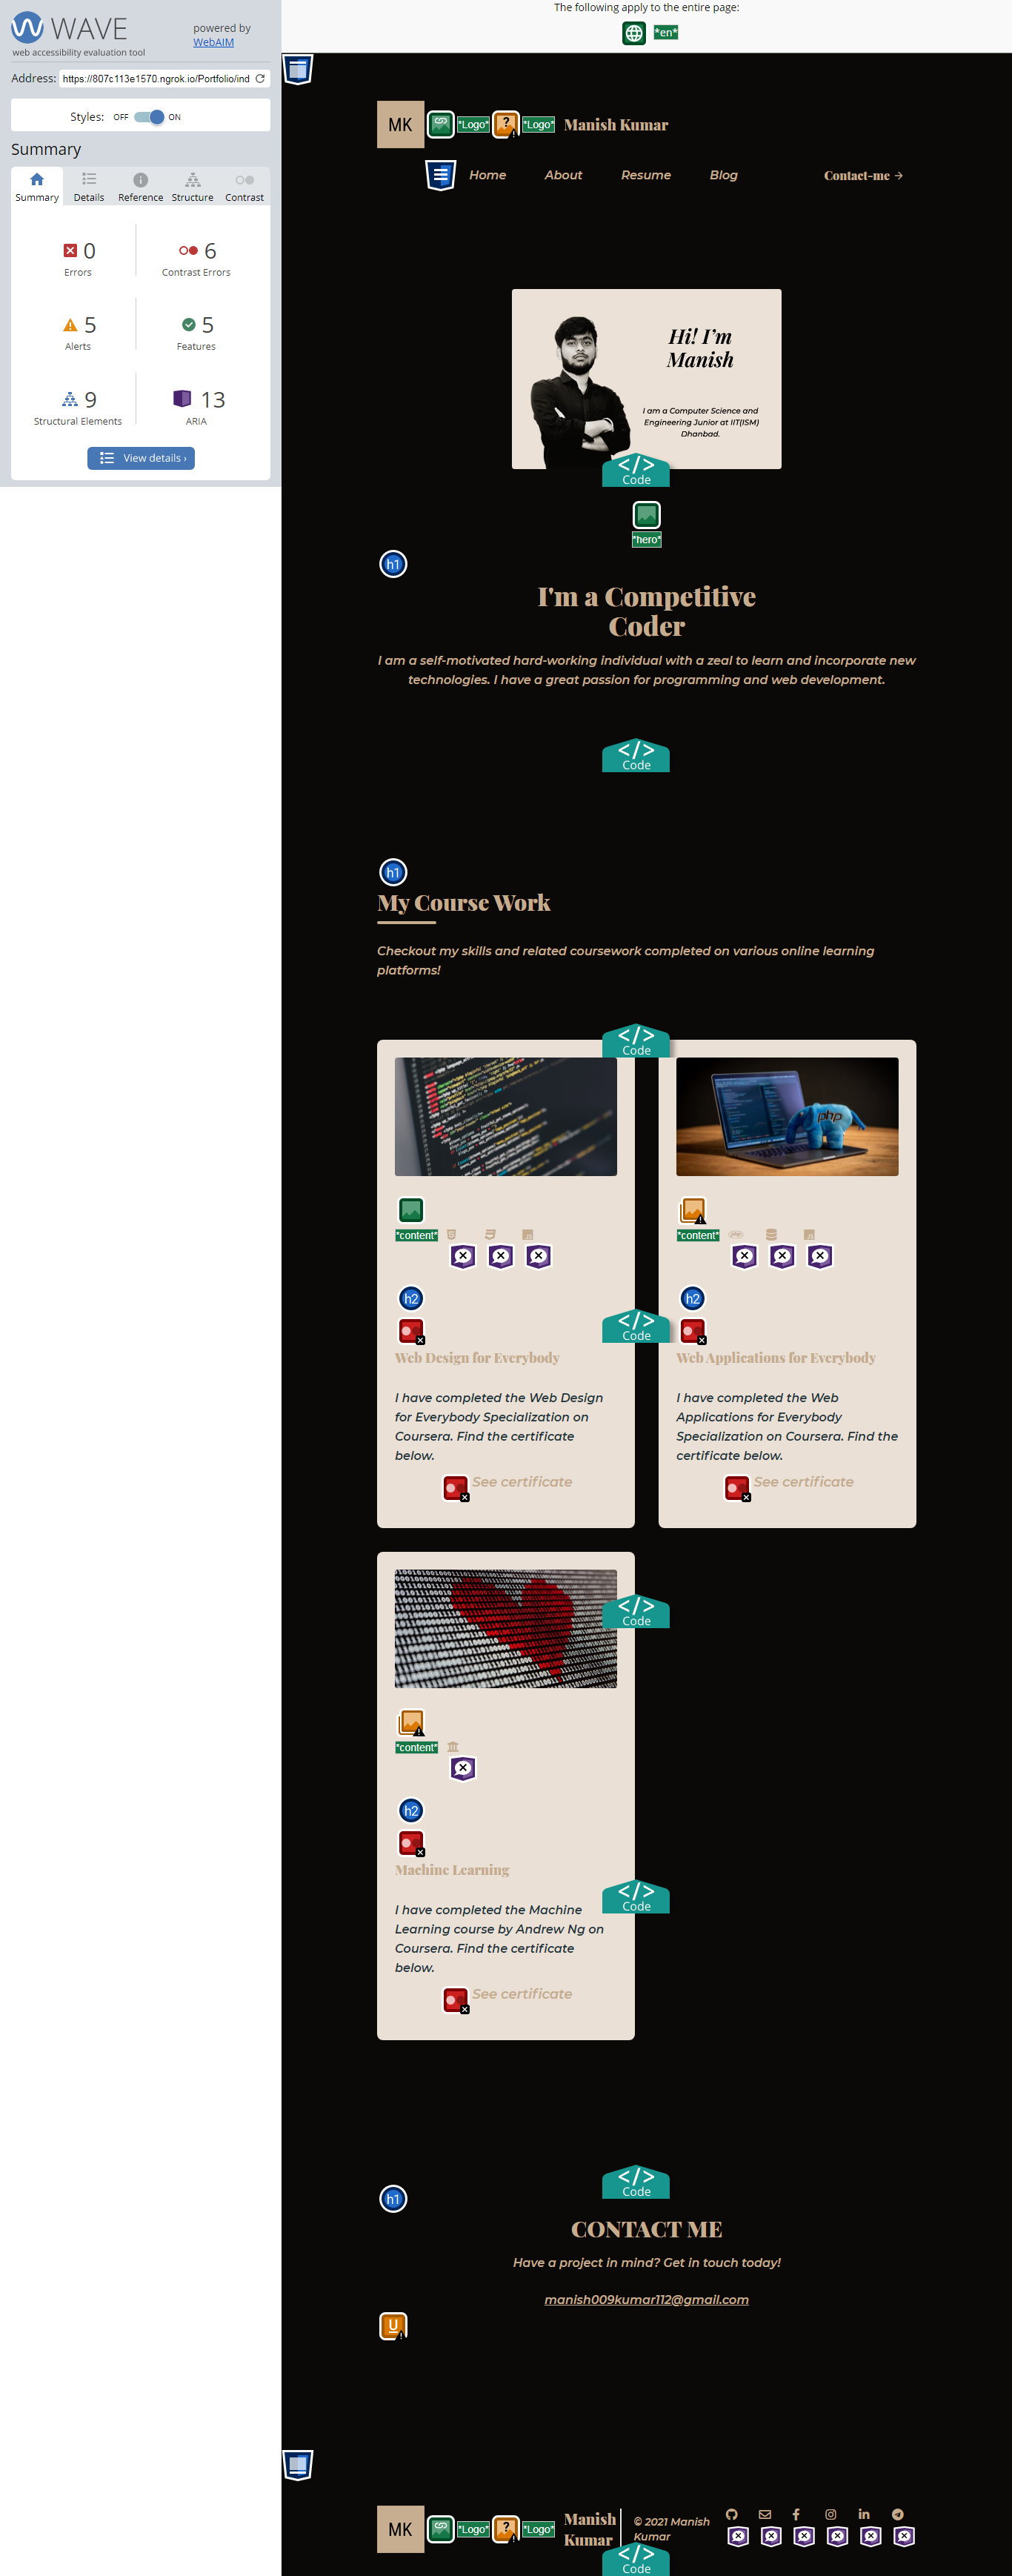 WAVE
web accessibility evaluation tool
powered by
WebAIM
Address: https://807c113e1570.ngrok.io/Portfolio/ind
Styles: OFF ON
Summary
Summary Details Reference Structure Contrast
0 6
Errors Contrast Errors
5 5
Alerts Features
9 13
Structural Elements ARIA
View details ›
The following apply to the entire page:
*en*
MK *Logo* ? *Logo* Manish Kumar
Home About Resume Blog Contact-me →
Hi! I'm
Manish
I am a Computer Science and
Engineering Junior at IIT(ISM)
Dhanbad.
</>
Code
*hero*
h1
I'm a Competitive
Coder
I am a self-motivated hard-working individual with a zeal to learn and incorporate new
technologies. I have a great passion for programming and web development.
</>
Code
h1
My Course Work
Checkout my skills and related coursework completed on various online learning
platforms!
</>
Code
php
*content* *content*
h2 h2
</>
Code
Web Design for Everybody
I have completed the Web Design
for Everybody Specialization on
Coursera. Find the certificate
below.
See certificate
Web Applications for Everybody
I have completed the Web
Applications for Everybody
Specialization on Coursera. Find the
certificate below.
See certificate
</>
Code
*content*
h2
Machine Learning
</>
Code
I have completed the Machine
Learning course by Andrew Ng on
Coursera. Find the certificate
below.
See certificate
</>
Code
h1
CONTACT ME
Have a project in mind? Get in touch today!
manish009kumar112@gmail.com
U
MK *Logo* ? *Logo* Manish
Kumar
© 2021 Manish
Kumar
</>
Code